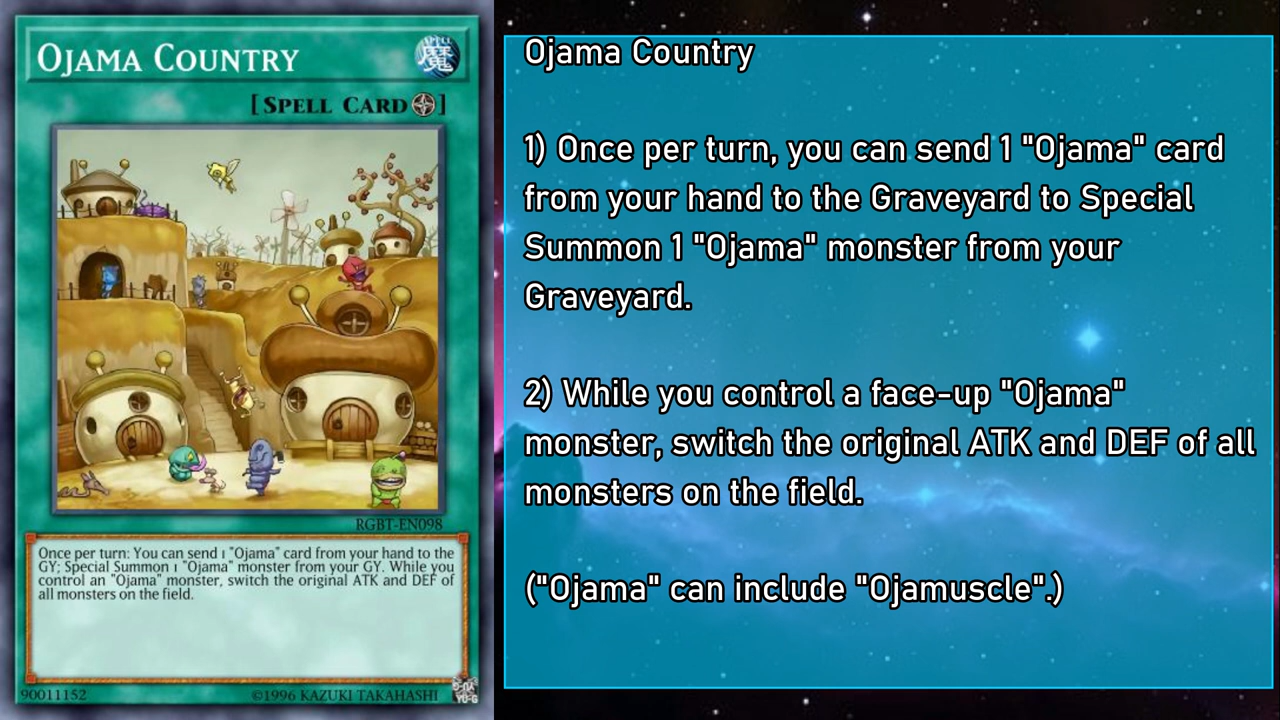 OJAMA COUNTRY
魔
[SPELL CARD]
RGBT-EN098
Once per turn: You can send 1 "Ojama" card from your hand to the
GY; Special Summon 1 "Ojama" monster from your GY. While you
control an "Ojama" monster, switch the original ATK and DEF of
all monsters on the field.
90011152
©1996 KAZUKI TAKAHASHI
Ojama Country
1) Once per turn, you can send 1 "Ojama" card
from your hand to the Graveyard to Special
Summon 1 "Ojama" monster from your
Graveyard.
2) While you control a face-up "Ojama"
monster, switch the original ATK and DEF of all
monsters on the field.
("Ojama" can include "Ojamuscle".)